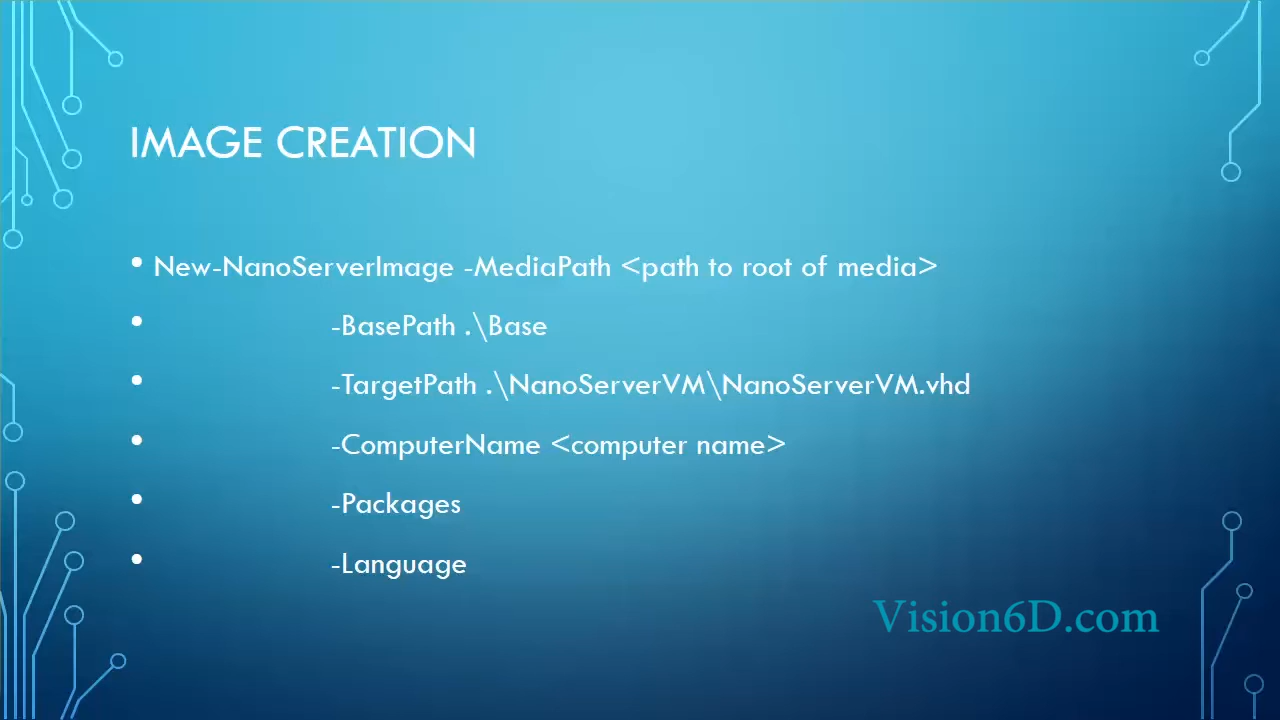 IMAGE CREATION
• New-NanoServerImage -MediaPath <path to root of media>
• -BasePath .\Base
• -TargetPath .\NanoServerVM\NanoServerVM.vhd
• -ComputerName <computer name>
• -Packages
• -Language
Vision6D.com